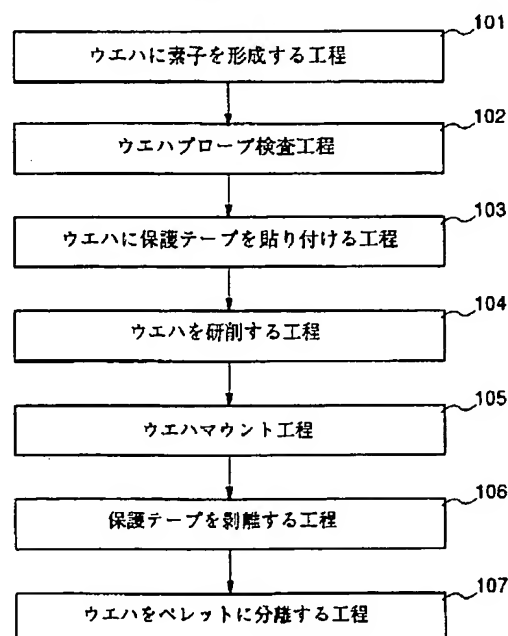 101
ウエハに素子を形成する工程
102
ウエハプローブ検査工程
103
ウエハに保護テープを貼り付ける工程
104
ウエハを研削する工程
105
ウエハマウント工程
106
保護テープを剥離する工程
107
ウエハをペレットに分離する工程